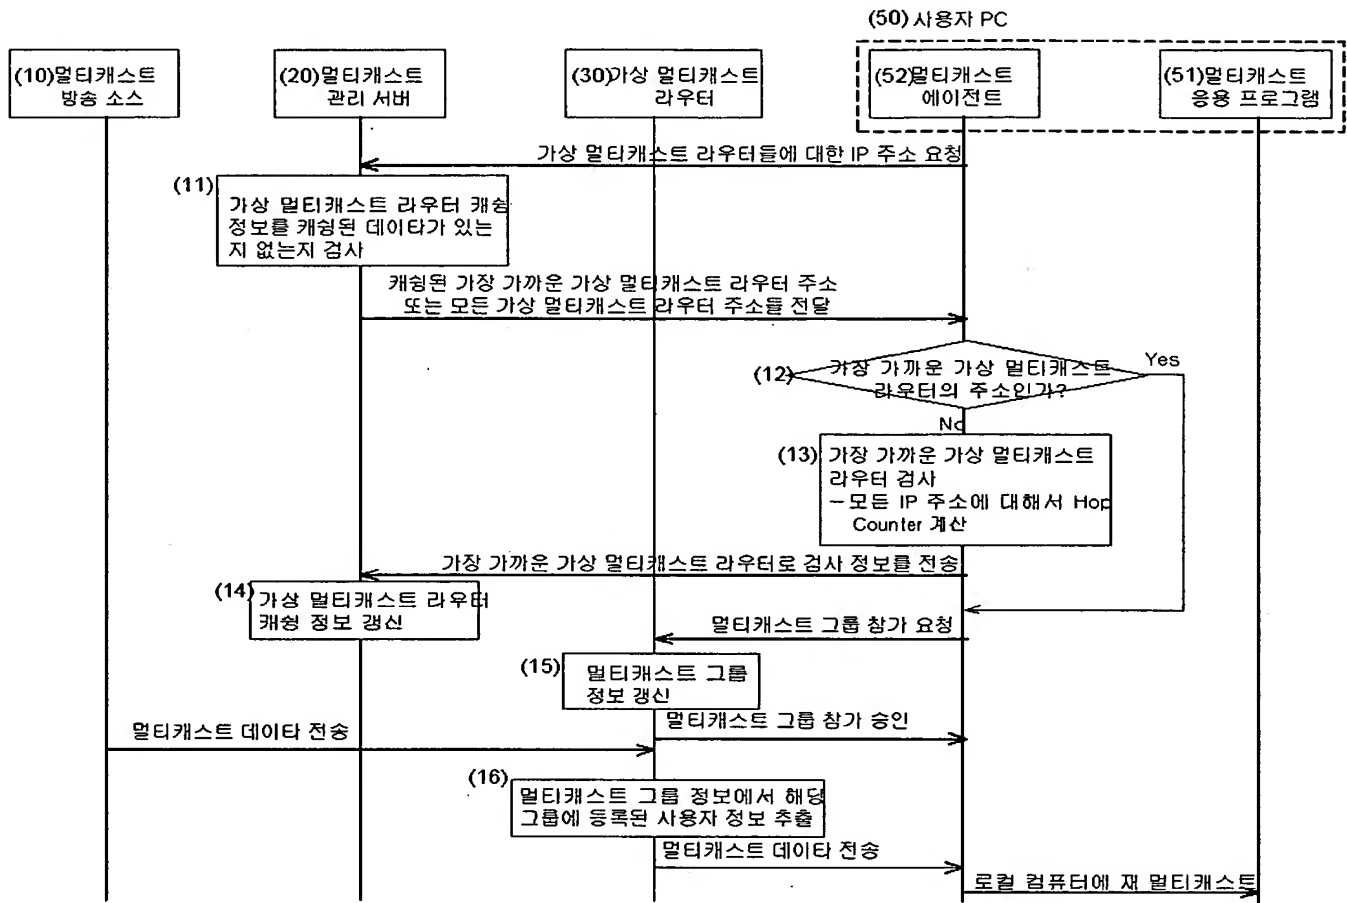 (50) 사용자 PC
(10)멀티캐스트
방송 소스
(20)멀티캐스트
관리 서버
(30)가상 멀티캐스트
라우터
(52)멀티캐스트
에이전트
(51)멀티캐스트
응용 프로그램
가상 멀티캐스트 라우터들에 대한 IP 주소 요청
(11)
가상 멀티캐스트 라우터 캐슁
정보를 캐슁된 데이타가 있는
지 없는지 검사
캐슁된 가장 가까운 가상 멀티캐스트 라우터 주소
또는 모든 가상 멀티캐스트 라우터 주소를 전달
(12)
가장 가까운 가상 멀티캐스트
라우터의 주소인가?
Yes
No
(13)
가장 가까운 가상 멀티캐스트
라우터 검사
-모든 IP 주소에 대해서 Hop
Counter 계산
가장 가까운 가상 멀티캐스트 라우터로 검사 정보를 전송
(14)
가상 멀티캐스트 라우터
캐슁 정보 갱신
멀티캐스트 그룹 참가 요청
(15)
멀티캐스트 그룹
정보 갱신
멀티캐스트 그룹 참가 승인
멀티캐스트 데이타 전송
(16)
멀티캐스트 그룹 정보에서 해당
그룹에 등록된 사용자 정보 추출
멀티캐스트 데이타 전송
로컬 컴퓨터에 재 멀티캐스트